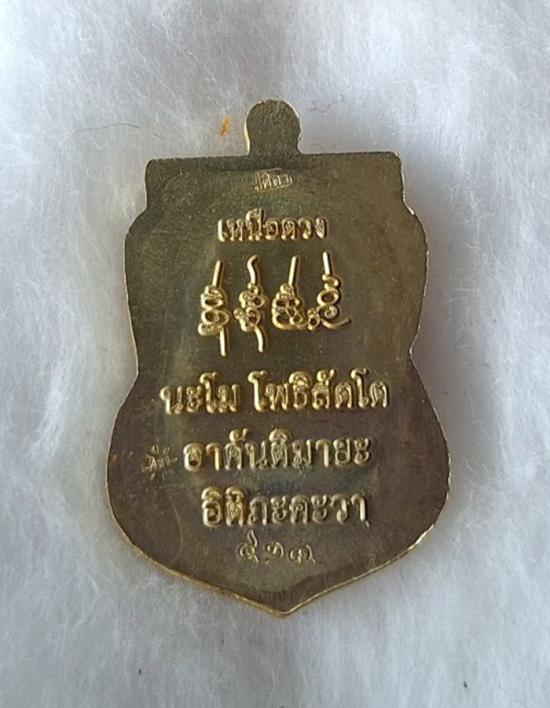 เหนือดวง
นะโม โพธิสัตโต
อาคันติมายะ
อิติภะคะวา